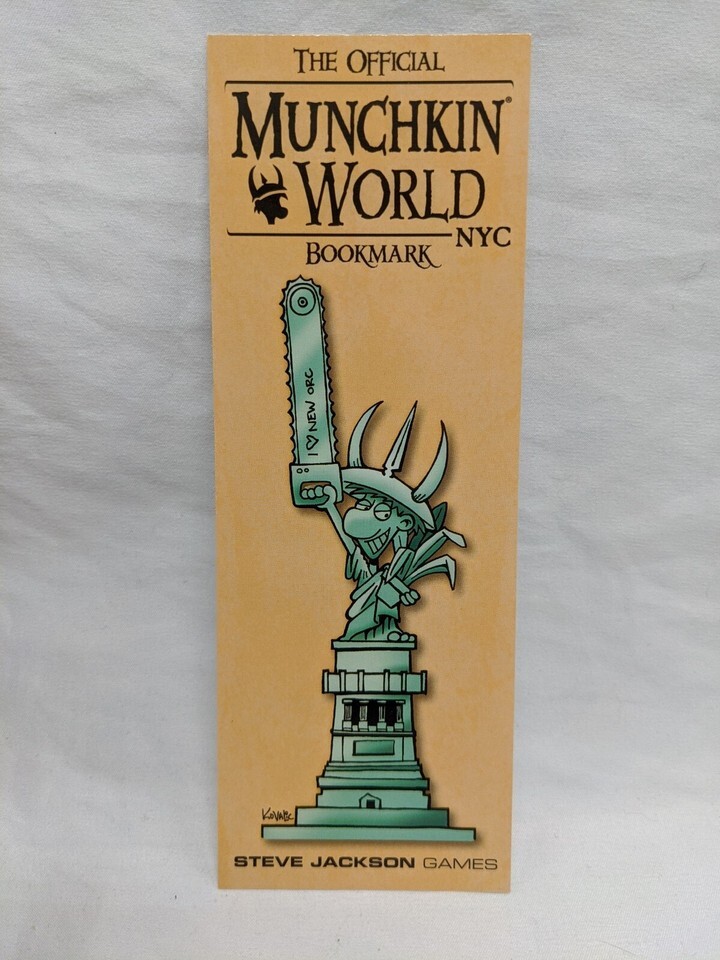 The Official
Munchkin®
World
NYC
Bookmark
I ♡ NEW ORC
Kovalic
STEVE JACKSON GAMES